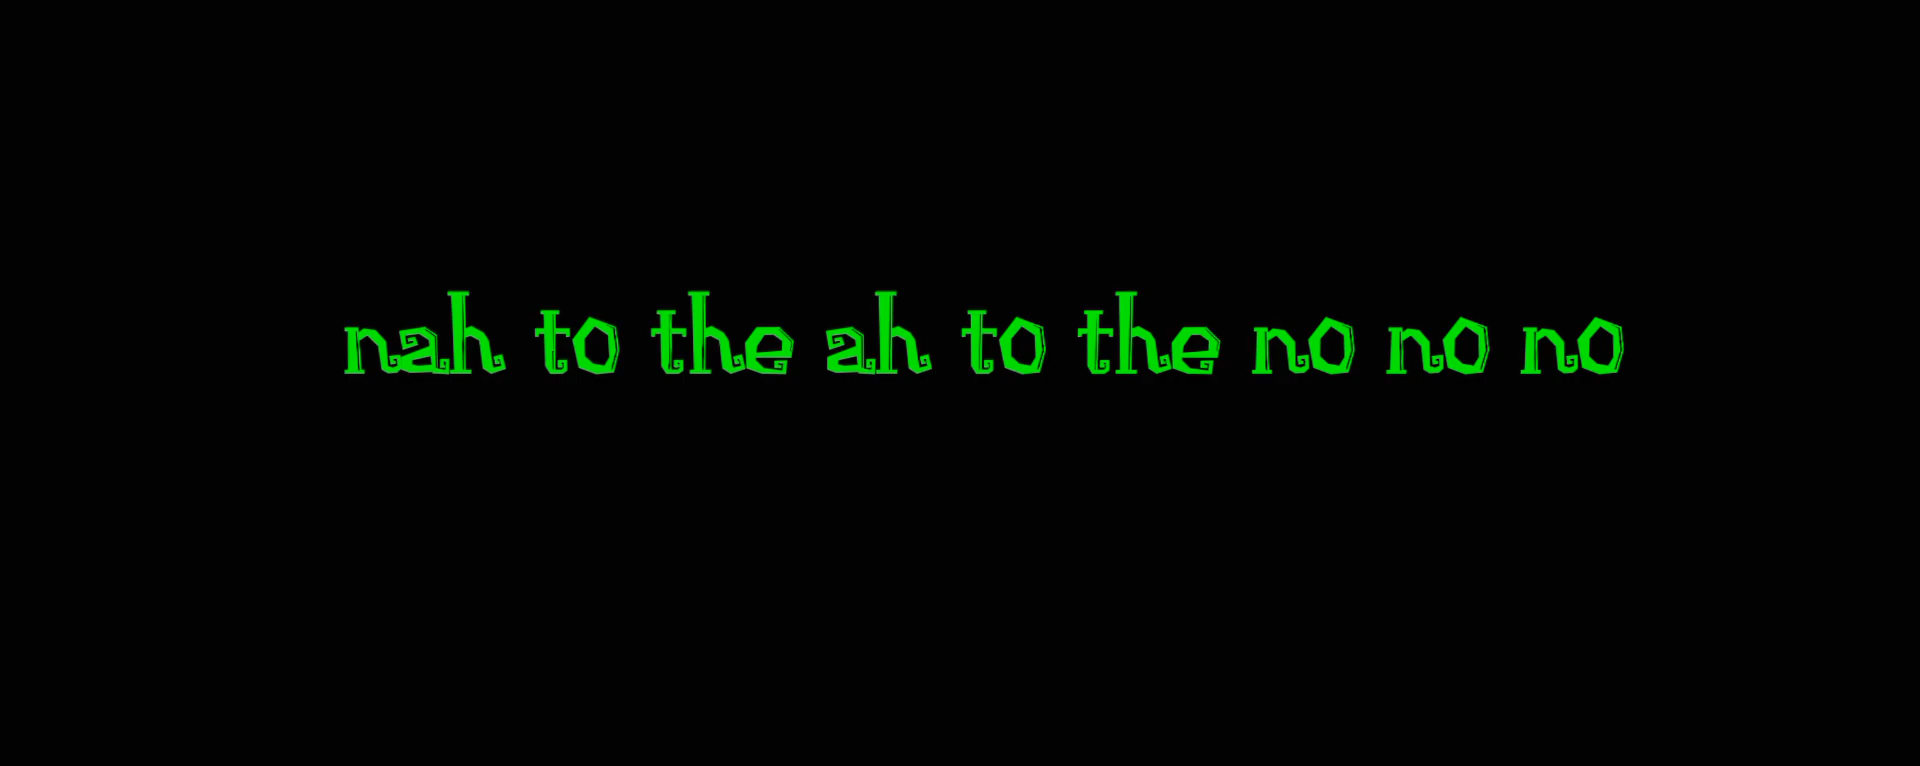 nah to the ah to the no no no